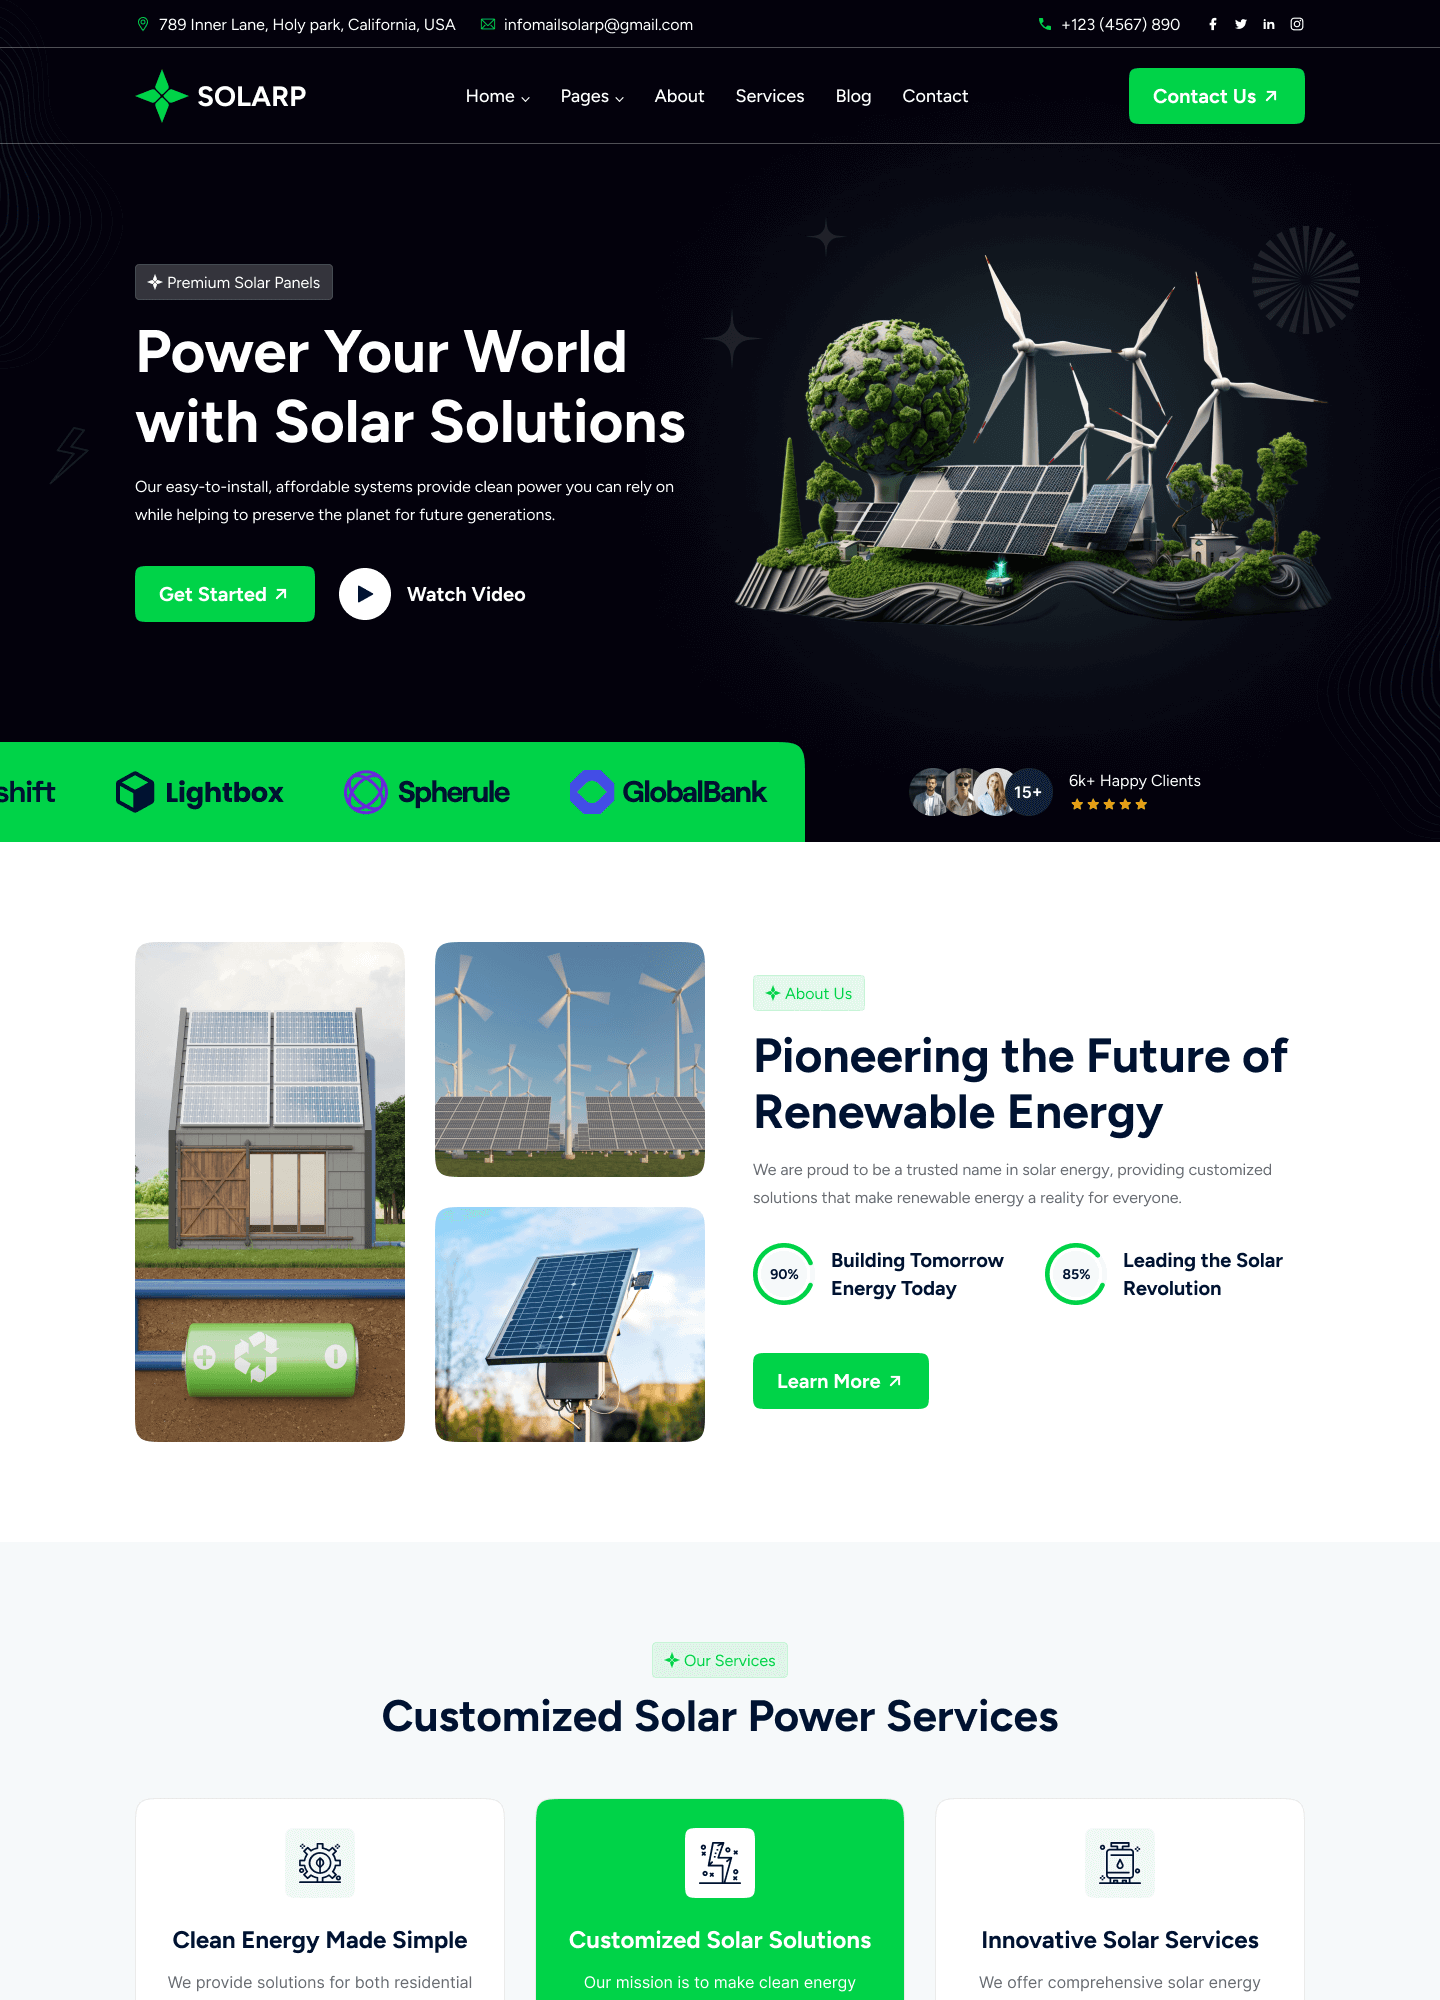 789 Inner Lane, Holy park, California, USA
infomailsolarp@gmail.com
+123 (4567) 890
SOLARP
Home
Pages
About
Services
Blog
Contact
Contact Us
Premium Solar Panels
Power Your World
with Solar Solutions
Our easy-to-install, affordable systems provide clean power you can rely on
while helping to preserve the planet for future generations.
Get Started
Watch Video
shift
Lightbox
Spherule
GlobalBank
15+
6k+ Happy Clients
About Us
Pioneering the Future of
Renewable Energy
We are proud to be a trusted name in solar energy, providing customized
solutions that make renewable energy a reality for everyone.
90%
Building Tomorrow
Energy Today
85%
Leading the Solar
Revolution
Learn More
Our Services
Customized Solar Power Services
Clean Energy Made Simple
We provide solutions for both residential
Customized Solar Solutions
Our mission is to make clean energy
Innovative Solar Services
We offer comprehensive solar energy